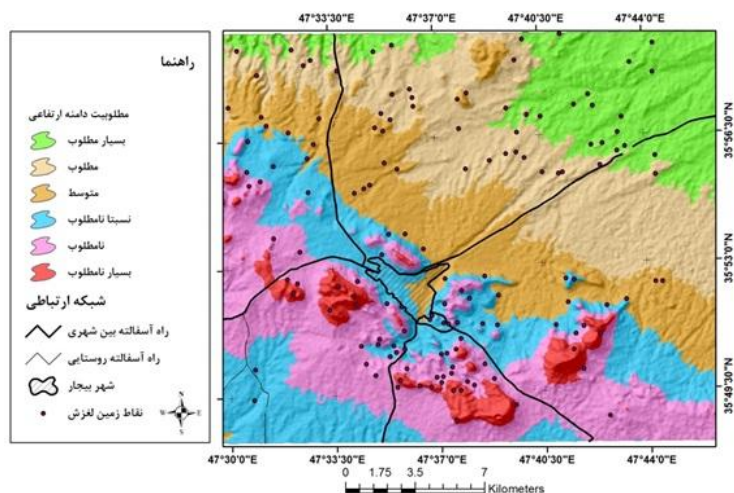 47°33'30"E 47°37'0"E 47°40'30"E 47°44'0"E
راهنما
مطلوبیت دامنه ارتفاعی
بسیار مطلوب
مطلوب
متوسط
نسبتا نامطلوب
نامطلوب
بسیار نامطلوب
شبکه ارتباطی
راه آسفالته بین شهری
راه آسفالته روستایی
شهر بیجار
نقاط زمین لغزش
N
W E
S
35°56'30"N
35°53'0"N
35°49'30"N
47°30'0"E 47°33'30"E 47°37'0"E 47°40'30"E 47°44'0"E
0 1.75 3.5 7
Kilometers